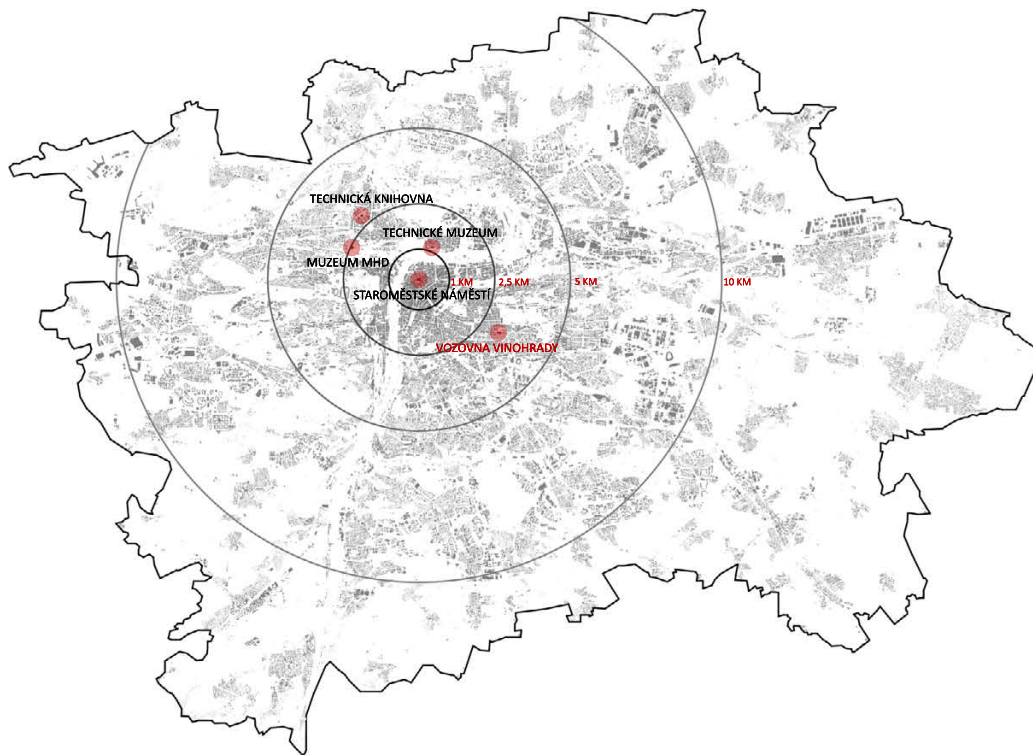 TECHNICKÁ KNIHOVNA
TECHNICKÉ MUZEUM
MUZEUM MHD
1 KM
2,5 KM
5 KM
10 KM
STAROMĚSTSKÉ NÁMĚSTÍ
VOZOVNA VINOHRADY